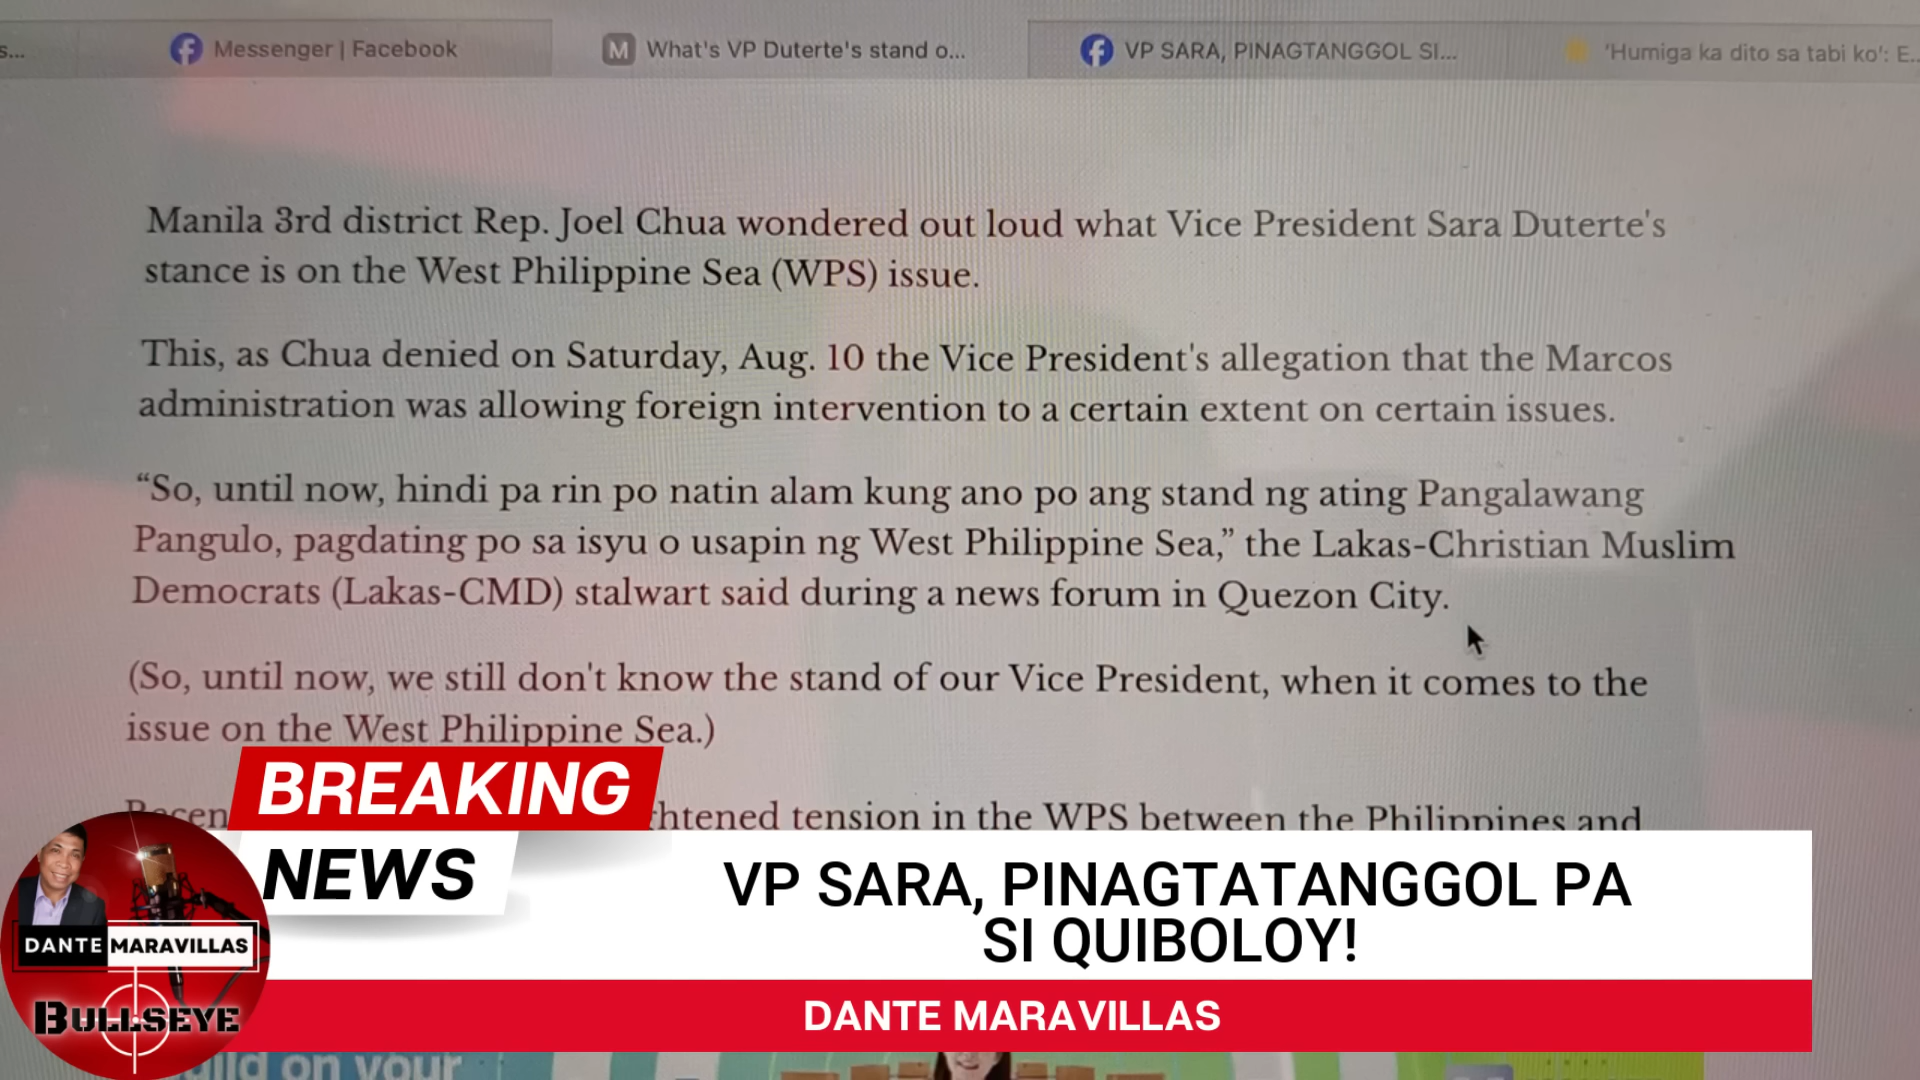 s...
Messenger | Facebook
M What's VP Duterte's stand o...
VP SARA, PINAGTANGGOL SI...
'Humiga ka dito sa tabi ko': E...
Manila 3rd district Rep. Joel Chua wondered out loud what Vice President Sara Duterte's
stance is on the West Philippine Sea (WPS) issue.
This, as Chua denied on Saturday, Aug. 10 the Vice President's allegation that the Marcos
administration was allowing foreign intervention to a certain extent on certain issues.
“So, until now, hindi pa rin po natin alam kung ano po ang stand ng ating Pangalawang
Pangulo, pagdating po sa isyu o usapin ng West Philippine Sea,” the Lakas-Christian Muslim
Democrats (Lakas-CMD) stalwart said during a news forum in Quezon City.
(So, until now, we still don't know the stand of our Vice President, when it comes to the
issue on the West Philippine Sea.)
tension in the WPS between the Philippines and
BREAKING
NEWS
VP SARA, PINAGTATANGGOL PA
SI QUIBOLOY!
DANTE MARAVILLAS
DANTE MARAVILLAS
BULLSEYE
on your